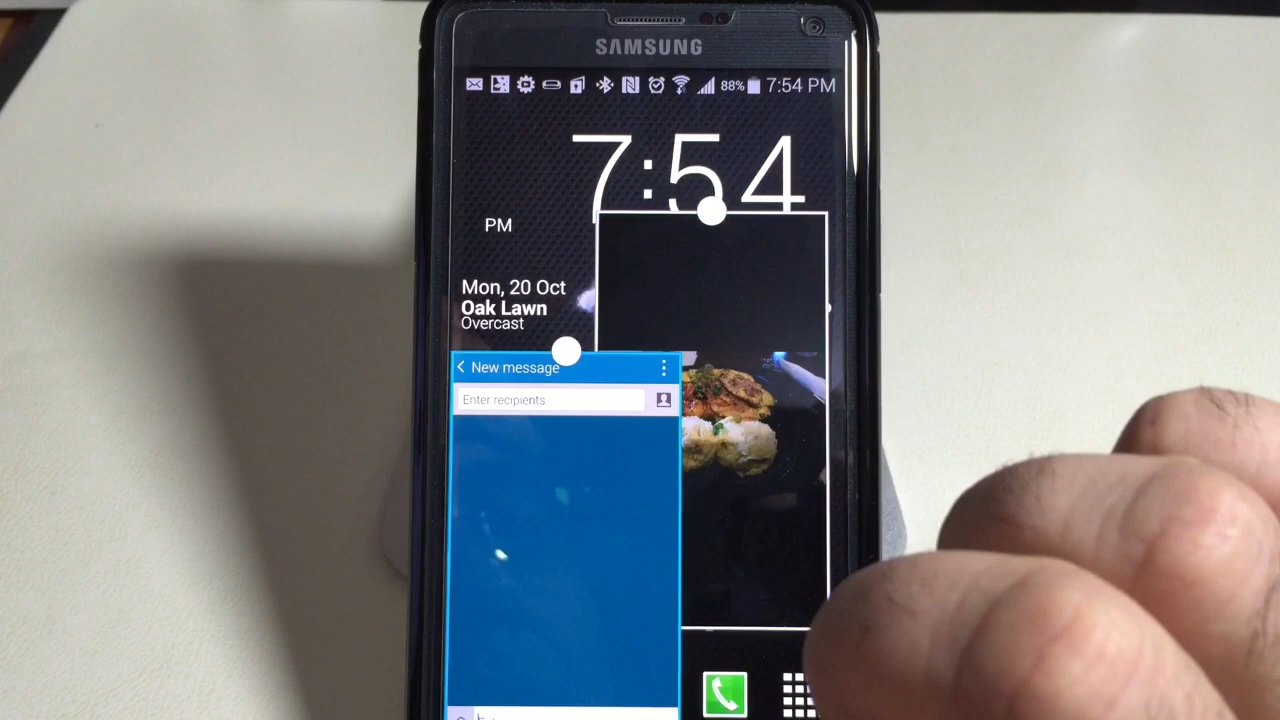 SAMSUNG
88% 7:54 PM
7:54
PM
Mon, 20 Oct
Oak Lawn
Overcast
New message
Enter recipients